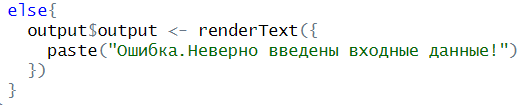 else{
  output$output <- renderText({
    paste("Ошибка.Неверно введены входные данные!")
  })
}